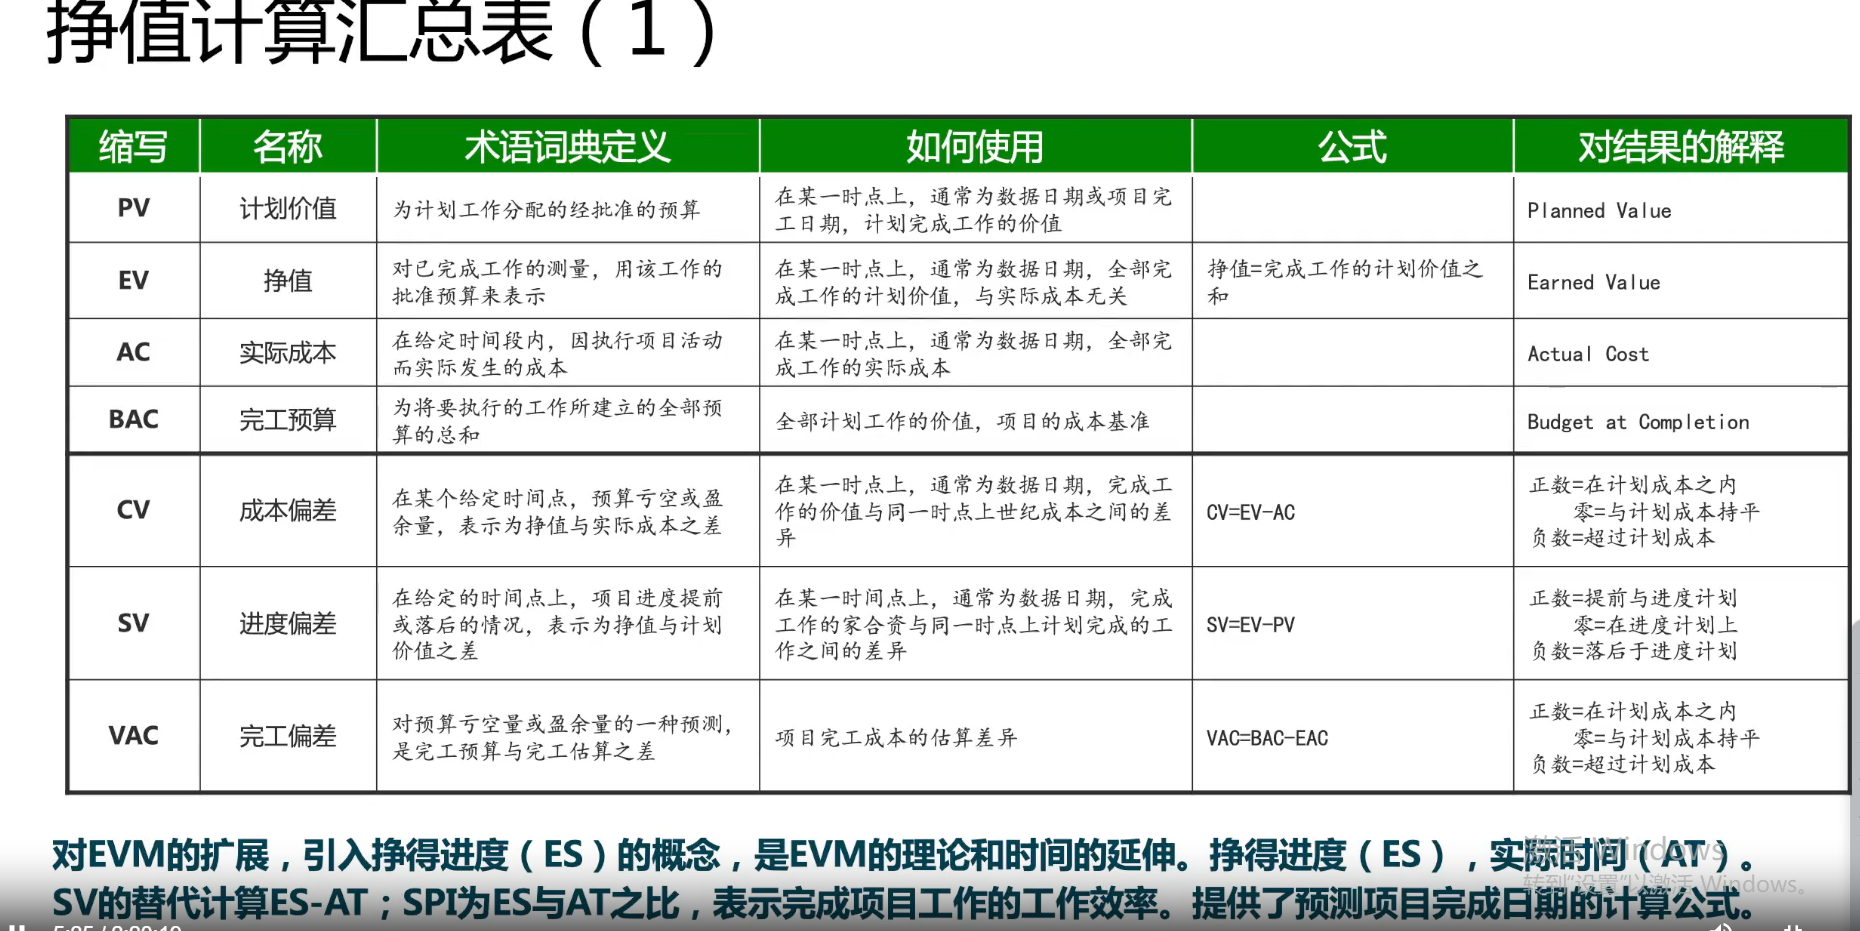 挣值计算汇总表（1）
缩写 名称 术语词典定义 如何使用 公式 对结果的解释
PV 计划价值 为计划工作分配的经批准的预算 在某一时点上，通常为数据日期或项目完
工日期，计划完成工作的价值 Planned Value
EV 挣值 对已完成工作的测量，用该工作的
批准预算来表示 在某一时点上，通常为数据日期，全部完
成工作的计划价值，与实际成本无关 挣值=完成工作的计划价值之
和 Earned Value
AC 实际成本 在给定时间段内，因执行项目活动
而实际发生的成本 在某一时点上，通常为数据日期，全部完
成工作的实际成本 Actual Cost
BAC 完工预算 为将要执行的工作所建立的全部预
算的总和 全部计划工作的价值，项目的成本基准 Budget at Completion
CV 成本偏差 在某个给定时间点，预算亏空或盈
余量，表示为挣值与实际成本之差 在某一时点上，通常为数据日期，完成工
作的价值与同一时点上世纪成本之间的差
异 CV=EV-AC 正数=在计划成本之内
零=与计划成本持平
负数=超过计划成本
SV 进度偏差 在给定的时间点上，项目进度提前
或落后的情况，表示为挣值与计划
价值之差 在某一时间点上，通常为数据日期，完成
工作的家合资与同一时点上计划完成的工
作之间的差异 SV=EV-PV 正数=提前与进度计划
零=在进度计划上
负数=落后于进度计划
VAC 完工偏差 对预算亏空量或盈余量的一种预测，
是完工预算与完工估算之差 项目完工成本的估算差异 VAC=BAC-EAC 正数=在计划成本之内
零=与计划成本持平
负数=超过计划成本
对EVM的扩展，引入挣得进度（ES）的概念，是EVM的理论和时间的延伸。挣得进度（ES），实际时间（AT）。
SV的替代计算ES-AT；SPI为ES与AT之比，表示完成项目工作的工作效率。提供了预测项目完成日期的计算公式。
激活 Windows
转到"设置"以激活 Windows。